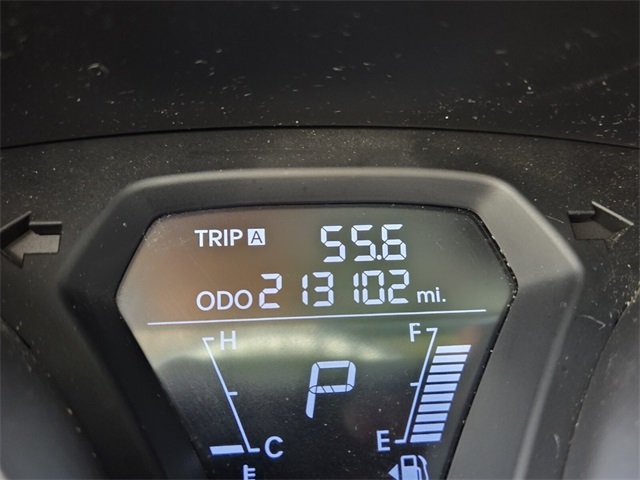 TRIP A 55.6
ODO 213102 mi.
H F
P
C E